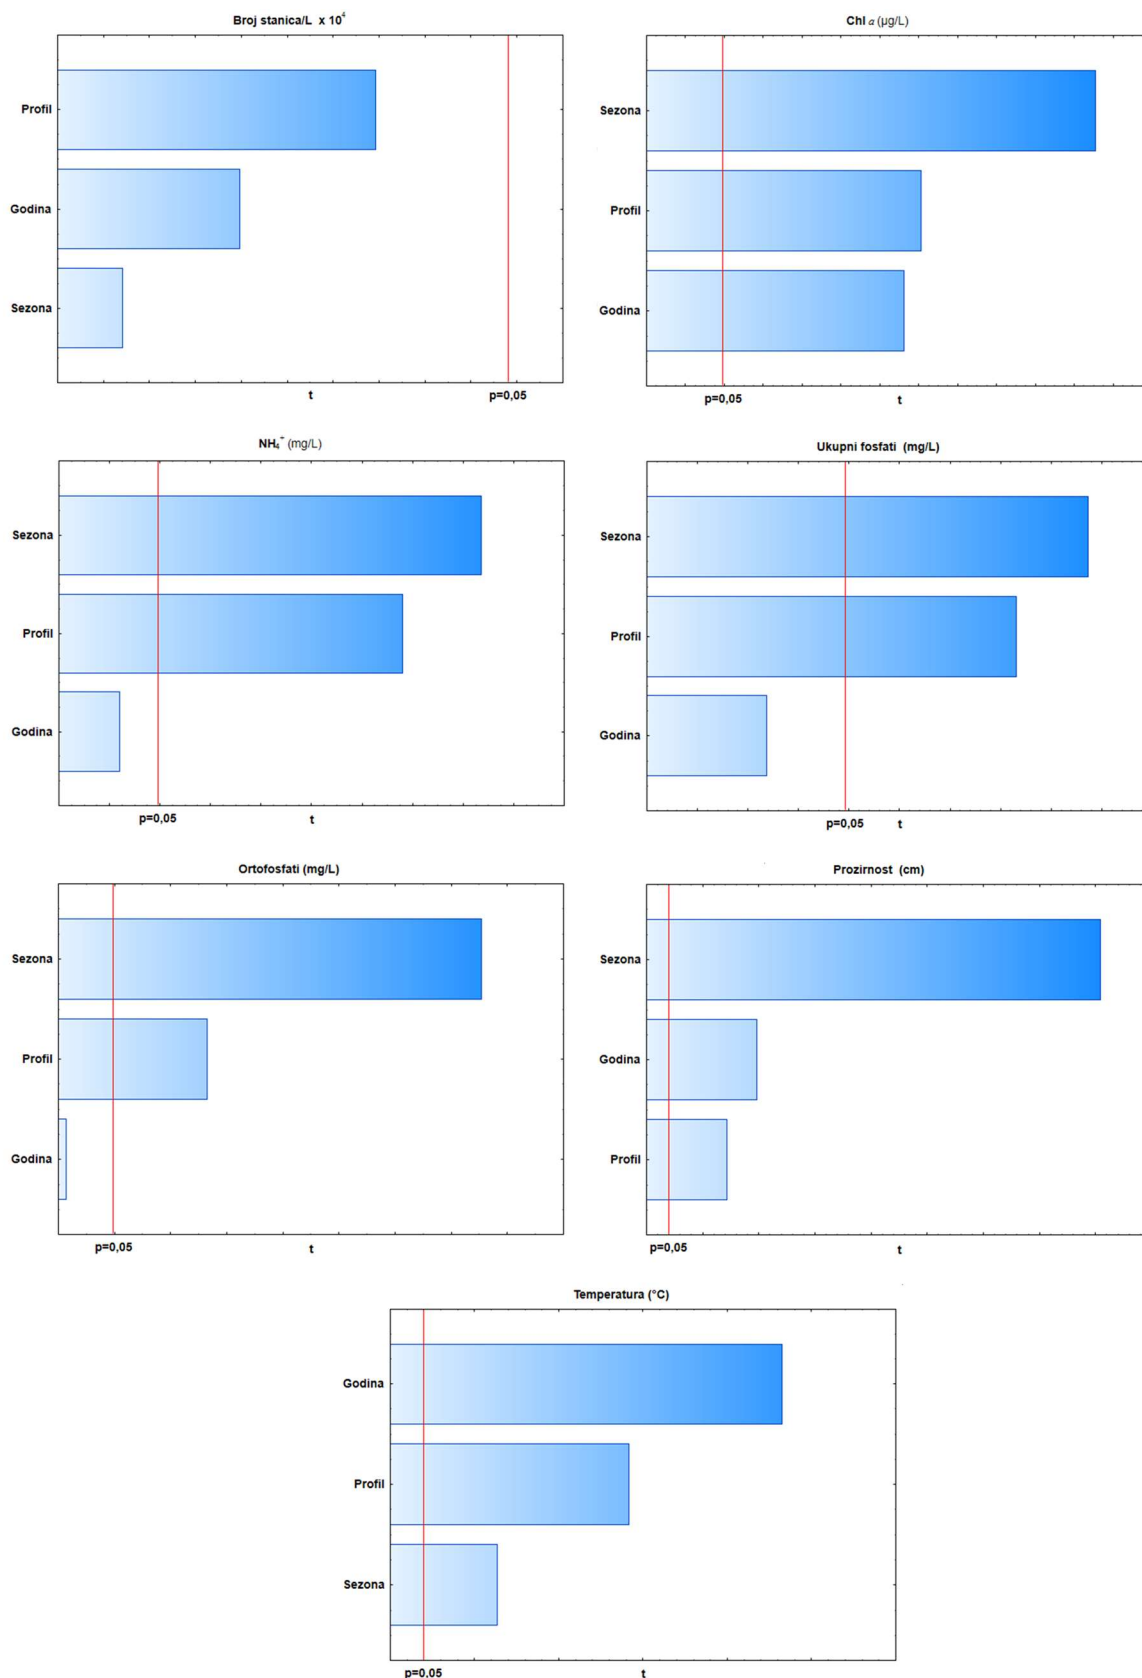 Broj stanica/L x 10⁴
Profil
Godina
Sezona
t
p=0,05
Chl a (µg/L)
Sezona
Profil
Godina
p=0,05
t
NH₄⁺ (mg/L)
Sezona
Profil
Godina
p=0,05
t
Ukupni fosfati (mg/L)
Sezona
Profil
Godina
p=0,05
t
Ortofosfati (mg/L)
Sezona
Profil
Godina
p=0,05
t
Prozirnost (cm)
Sezona
Godina
Profil
p=0,05
t
Temperatura (°C)
Godina
Profil
Sezona
p=0,05
t